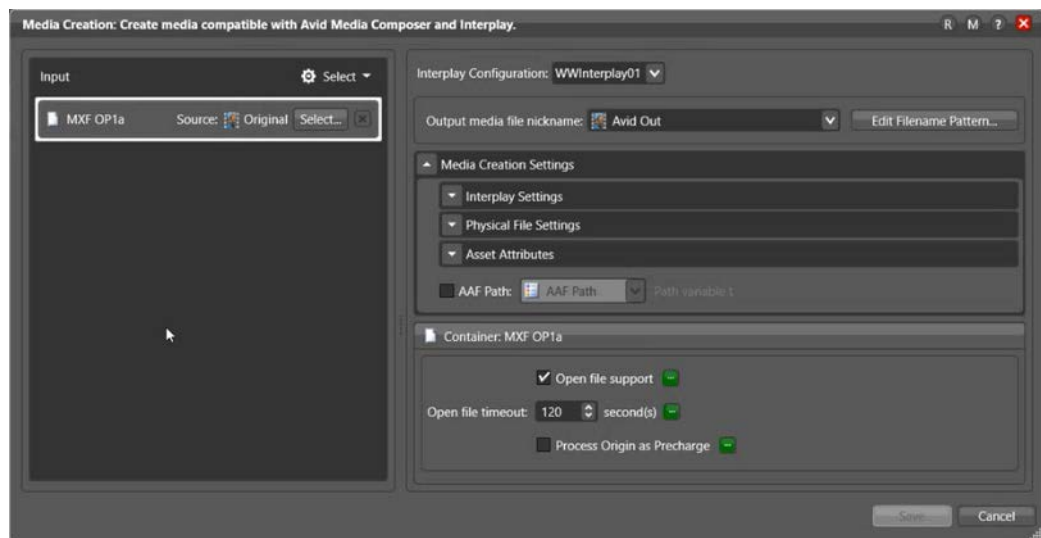 Media Creation: Create media compatible with Avid Media Composer and Interplay.
R M ?
Input
Select
MXF OP1a Source: Original Select...
Interplay Configuration: WWInterplay01
Output media file nickname: Avid Out Edit Filename Pattern...
Media Creation Settings
Interplay Settings
Physical File Settings
Asset Attributes
AAF Path: AAF Path Path variable t
Container: MXF OP1a
Open file support
Open file timeout: 120 second(s)
Process Origin as Precharge
Save... Cancel